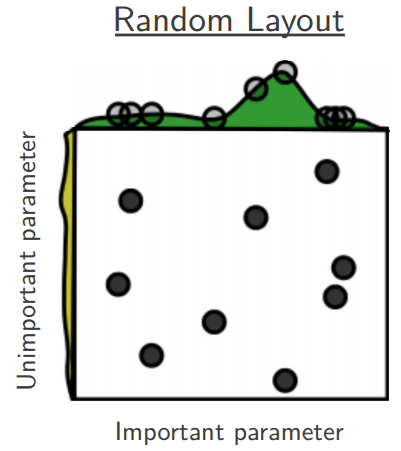 Random Layout
Unimportant parameter
Important parameter